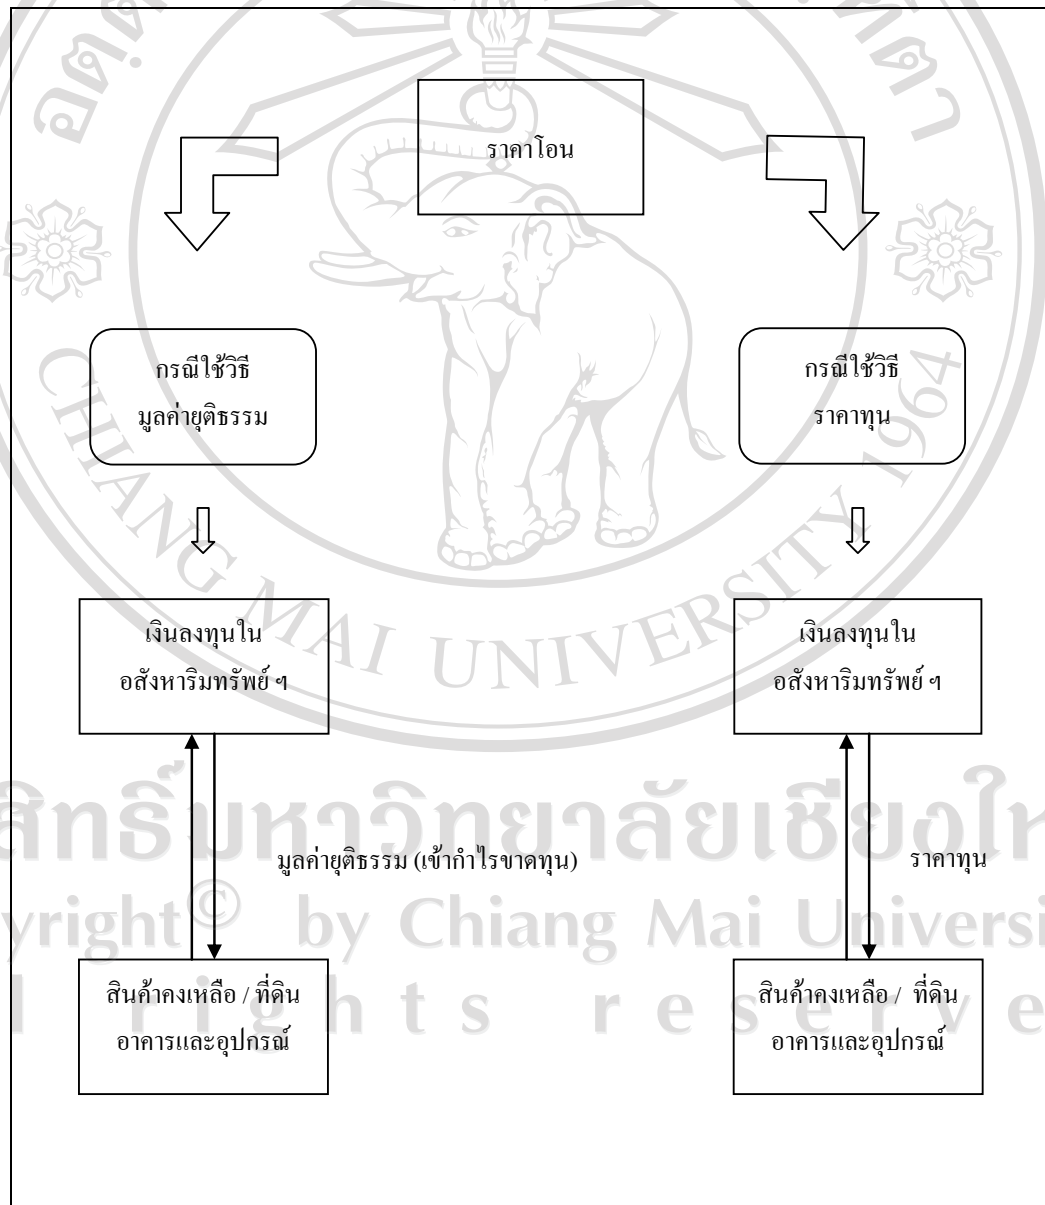 ราคาโอน
กรณีใช้วิธี
มูลค่ายุติธรรม
กรณีใช้วิธี
ราคาทุน
เงินลงทุนใน
อสังหาริมทรัพย์ ฯ
เงินลงทุนใน
อสังหาริมทรัพย์ ฯ
มูลค่ายุติธรรม (เข้ากำไรขาดทุน)
ราคาทุน
สินค้าคงเหลือ / ที่ดิน
อาคารและอุปกรณ์
สินค้าคงเหลือ / ที่ดิน
อาคารและอุปกรณ์
CHIANG MAI UNIVERSITY 1964
สิทธิ์มหาวิทยาลัยเชียงให
yright© by Chiang Mai Universi
rights reserve